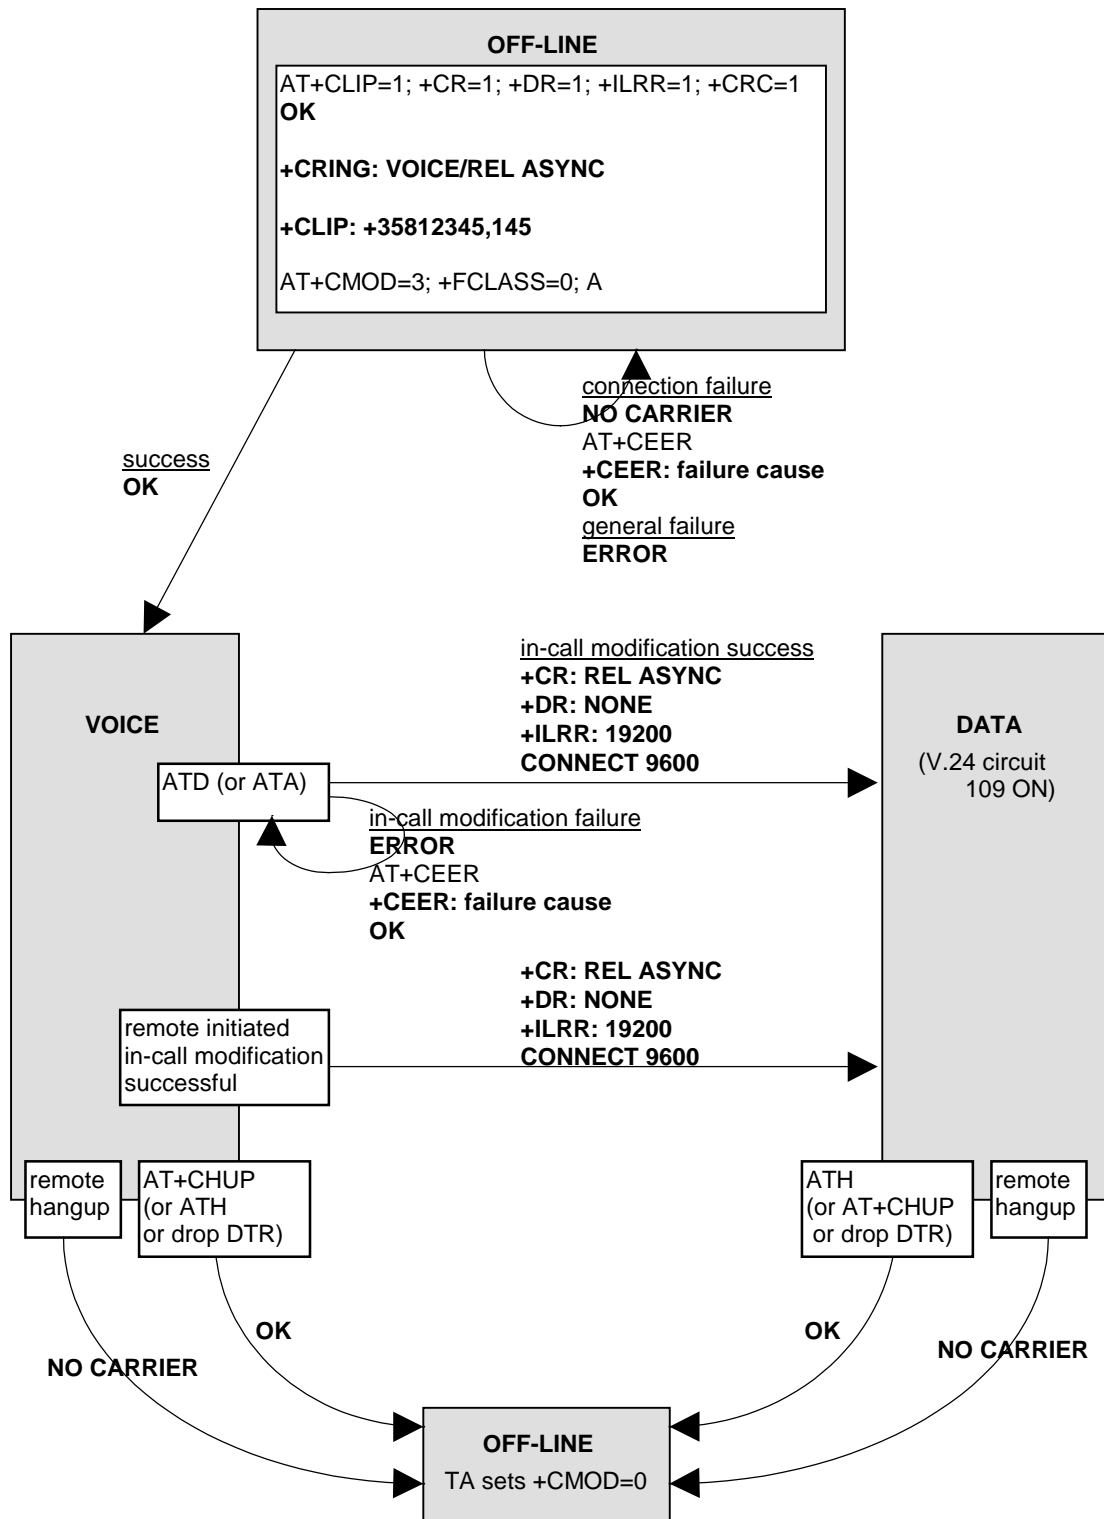 OFF-LINE
AT+CLIP=1; +CR=1; +DR=1; +ILRR=1; +CRC=1
OK
+CRING: VOICE/REL ASYNC
+CLIP: +35812345,145
AT+CMOD=3; +FCLASS=0; A
connection failure
NO CARRIER
AT+CEER
+CEER: failure cause
OK
general failure
ERROR
success
OK
in-call modification success
+CR: REL ASYNC
+DR: NONE
+ILRR: 19200
CONNECT 9600
VOICE
DATA
(V.24 circuit
109 ON)
ATD (or ATA)
in-call modification failure
ERROR
AT+CEER
+CEER: failure cause
OK
+CR: REL ASYNC
+DR: NONE
+ILRR: 19200
CONNECT 9600
remote initiated
in-call modification
successful
remote
hangup
AT+CHUP
(or ATH
or drop DTR)
ATH
(or AT+CHUP
or drop DTR)
remote
hangup
OK
NO CARRIER
OK
NO CARRIER
OFF-LINE
TA sets +CMOD=0